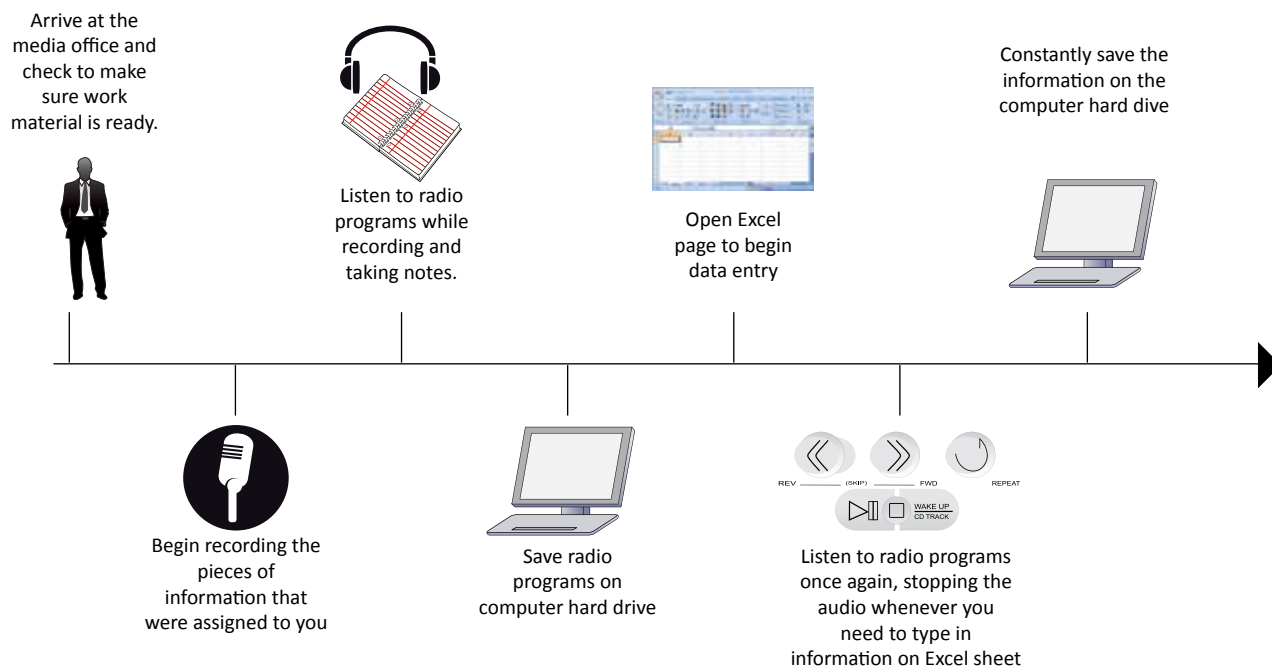 Arrive at the
media office and
check to make
sure work
material is ready.
Begin recording the
pieces of
information that
were assigned to you
Listen to radio
programs while
recording and
taking notes.
Save radio
programs on
computer hard drive
Open Excel
page to begin
data entry
REV (SKIP) FWD REPEAT
WAKE UP
CD TRACK
Listen to radio programs
once again, stopping the
audio whenever you
need to type in
information on Excel sheet
Constantly save the
information on the
computer hard dive